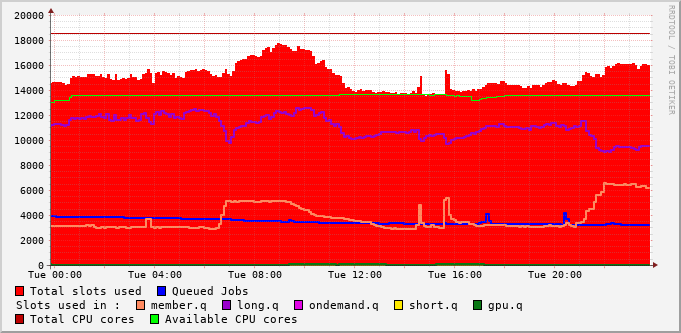 20000
18000
16000
14000
12000
10000
8000
6000
4000
2000
0
Tue 00:00 Tue 04:00 Tue 08:00 Tue 12:00 Tue 16:00 Tue 20:00
Total slots used Queued Jobs
Slots used in : member.q long.q ondemand.q short.q gpu.q
Total CPU cores Available CPU cores
RRDTOOL / TOBI OETIKER